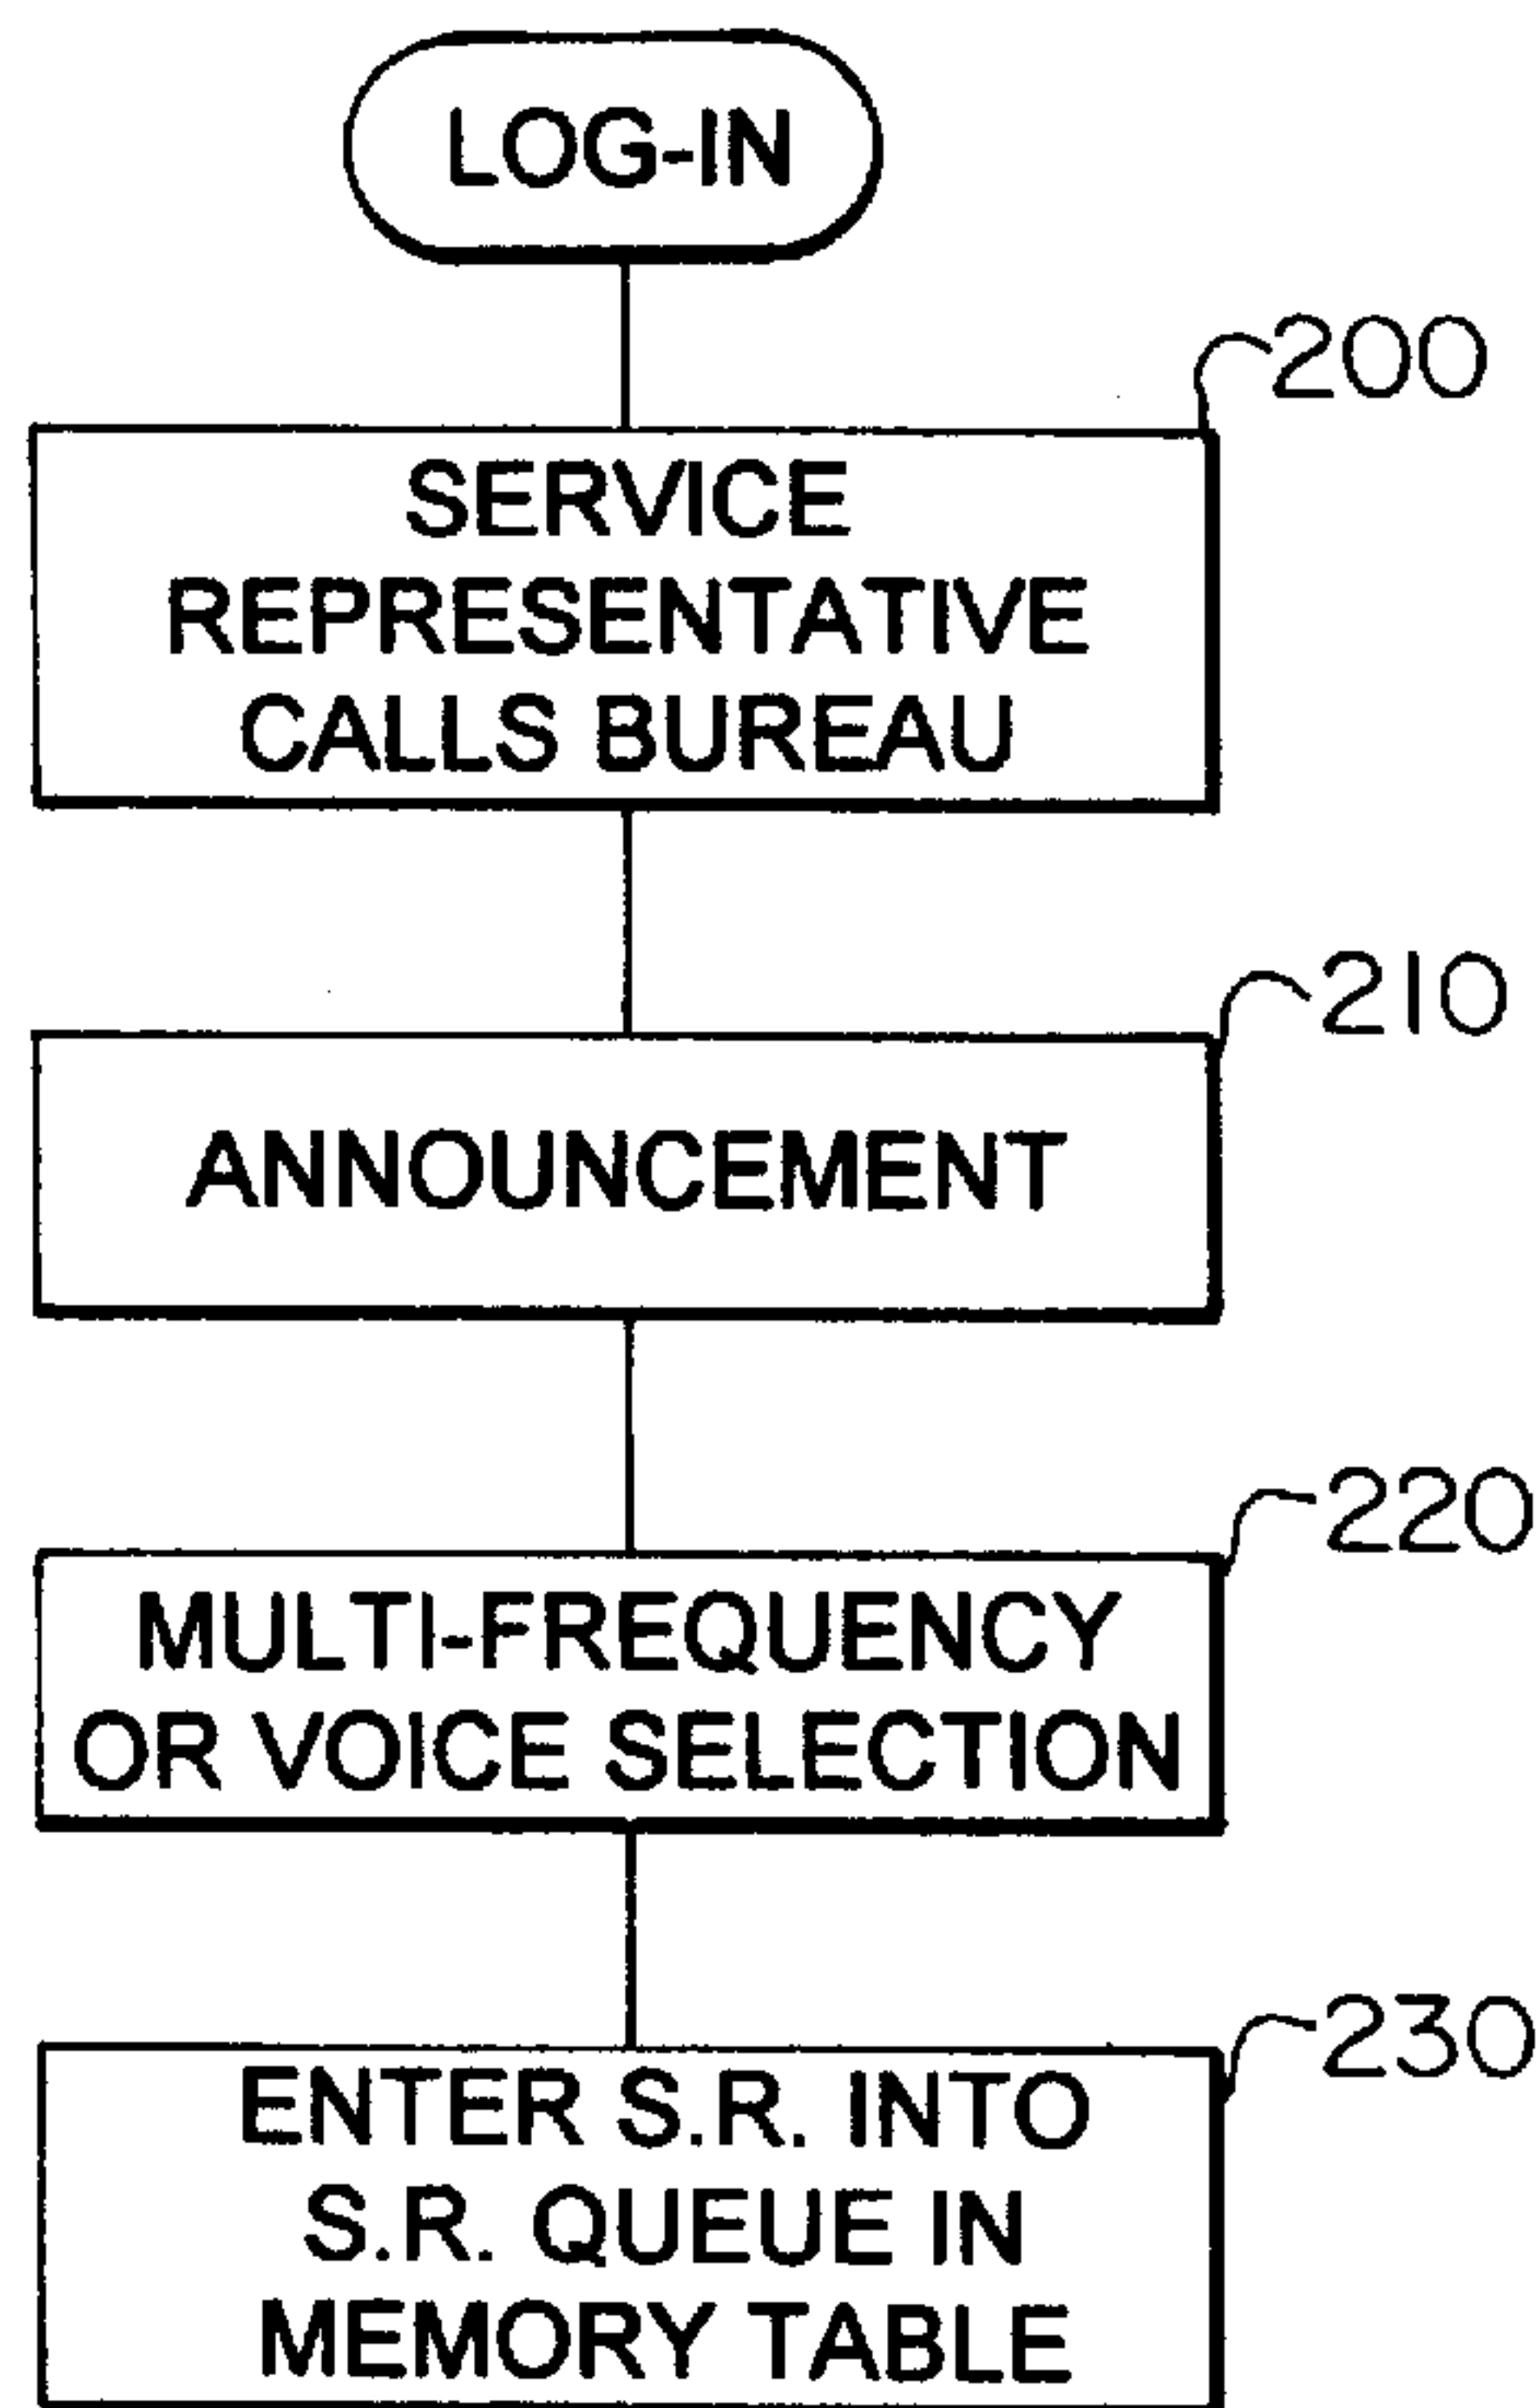 LOG-IN
200
SERVICE
REPRESENTATIVE
CALLS BUREAU
210
ANNOUNCEMENT
220
MULTI-FREQUENCY
OR VOICE SELECTION
230
ENTER S.R. INTO
S.R. QUEUE IN
MEMORY TABLE